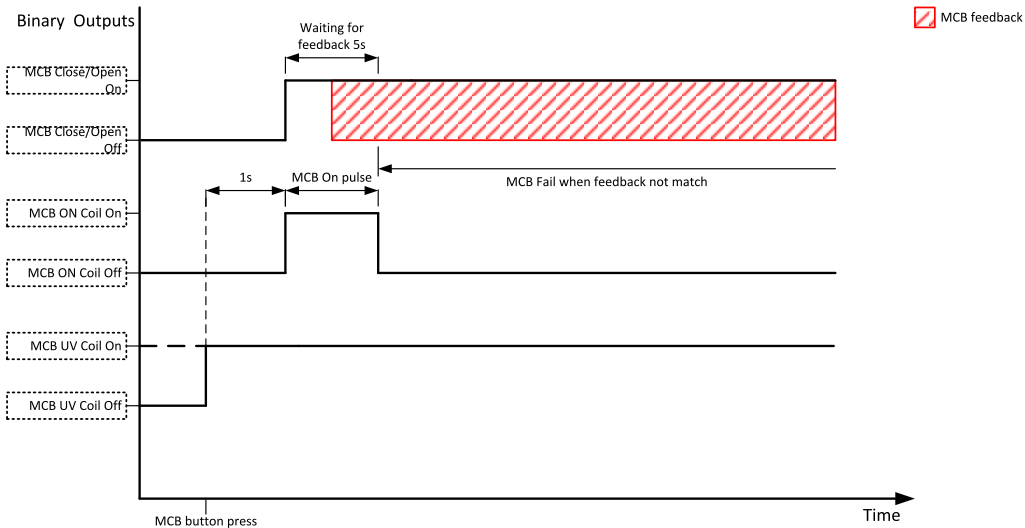 Binary Outputs
MCB feedback
Waiting for
feedback 5s
MCB Close/Open
On
MCB Close/Open
Off
1s
MCB On pulse
MCB Fail when feedback not match
MCB ON Coil On
MCB ON Coil Off
MCB UV Coil On
MCB UV Coil Off
Time
MCB button press